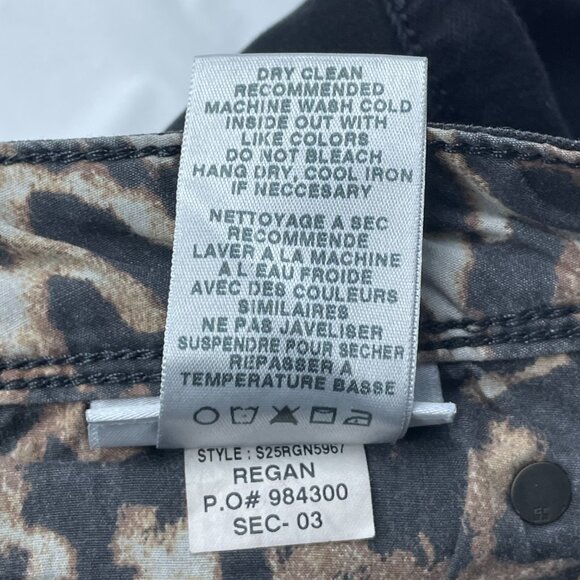 DRY CLEAN
RECOMMENDED
MACHINE WASH COLD
INSIDE OUT WITH
LIKE COLORS
DO NOT BLEACH
HANG DRY, COOL IRON
IF NECCESARY
NETTOYAGE A SEC
RECOMMENDE
LAVER A LA MACHINE
A L'EAU FROIDE
AVEC DES COULEURS
SIMILAIRES
NE PAS JAVELISER
SUSPENDRE POUR SECHER
REPASSER A
TEMPERATURE BASSE
STYLE : S25RGN5967
REGAN
P.O# 984300
SEC- 03